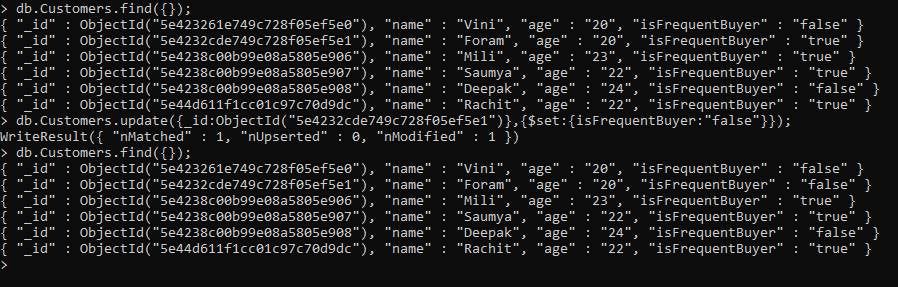 > db.Customers.find({});
{ "_id" : ObjectId("5e423261e749c728f05ef5e0"), "name" : "Vini", "age" : "20", "isFrequentBuyer" : "false" }
{ "_id" : ObjectId("5e4232cde749c728f05ef5e1"), "name" : "Foram", "age" : "20", "isFrequentBuyer" : "true" }
{ "_id" : ObjectId("5e4238c00b99e08a5805e906"), "name" : "Mili", "age" : "23", "isFrequentBuyer" : "true" }
{ "_id" : ObjectId("5e4238c00b99e08a5805e907"), "name" : "Saumya", "age" : "22", "isFrequentBuyer" : "true" }
{ "_id" : ObjectId("5e4238c00b99e08a5805e908"), "name" : "Deepak", "age" : "24", "isFrequentBuyer" : "false" }
{ "_id" : ObjectId("5e44d611f1cc01c97c70d9dc"), "name" : "Rachit", "age" : "22", "isFrequentBuyer" : "true" }
> db.Customers.update({_id:ObjectId("5e4232cde749c728f05ef5e1")},{$set:{isFrequentBuyer:"false"}});
WriteResult({ "nMatched" : 1, "nUpserted" : 0, "nModified" : 1 })
> db.Customers.find({});
{ "_id" : ObjectId("5e423261e749c728f05ef5e0"), "name" : "Vini", "age" : "20", "isFrequentBuyer" : "false" }
{ "_id" : ObjectId("5e4232cde749c728f05ef5e1"), "name" : "Foram", "age" : "20", "isFrequentBuyer" : "false" }
{ "_id" : ObjectId("5e4238c00b99e08a5805e906"), "name" : "Mili", "age" : "23", "isFrequentBuyer" : "true" }
{ "_id" : ObjectId("5e4238c00b99e08a5805e907"), "name" : "Saumya", "age" : "22", "isFrequentBuyer" : "true" }
{ "_id" : ObjectId("5e4238c00b99e08a5805e908"), "name" : "Deepak", "age" : "24", "isFrequentBuyer" : "false" }
{ "_id" : ObjectId("5e44d611f1cc01c97c70d9dc"), "name" : "Rachit", "age" : "22", "isFrequentBuyer" : "true" }
>